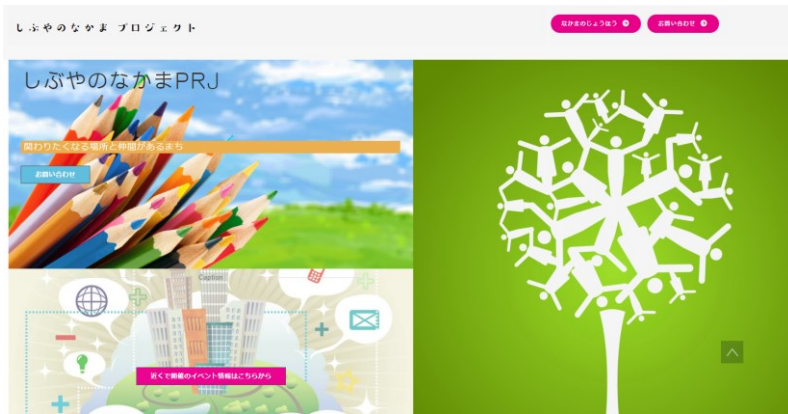 しぶやのなかま プロジェクト
なかまのじょうほう
お問い合わせ
しぶやのなかまPRJ
関わりたくなる場所と仲間があるまち
お問い合わせ
Caption
近くで開催のイベント情報はこちらから